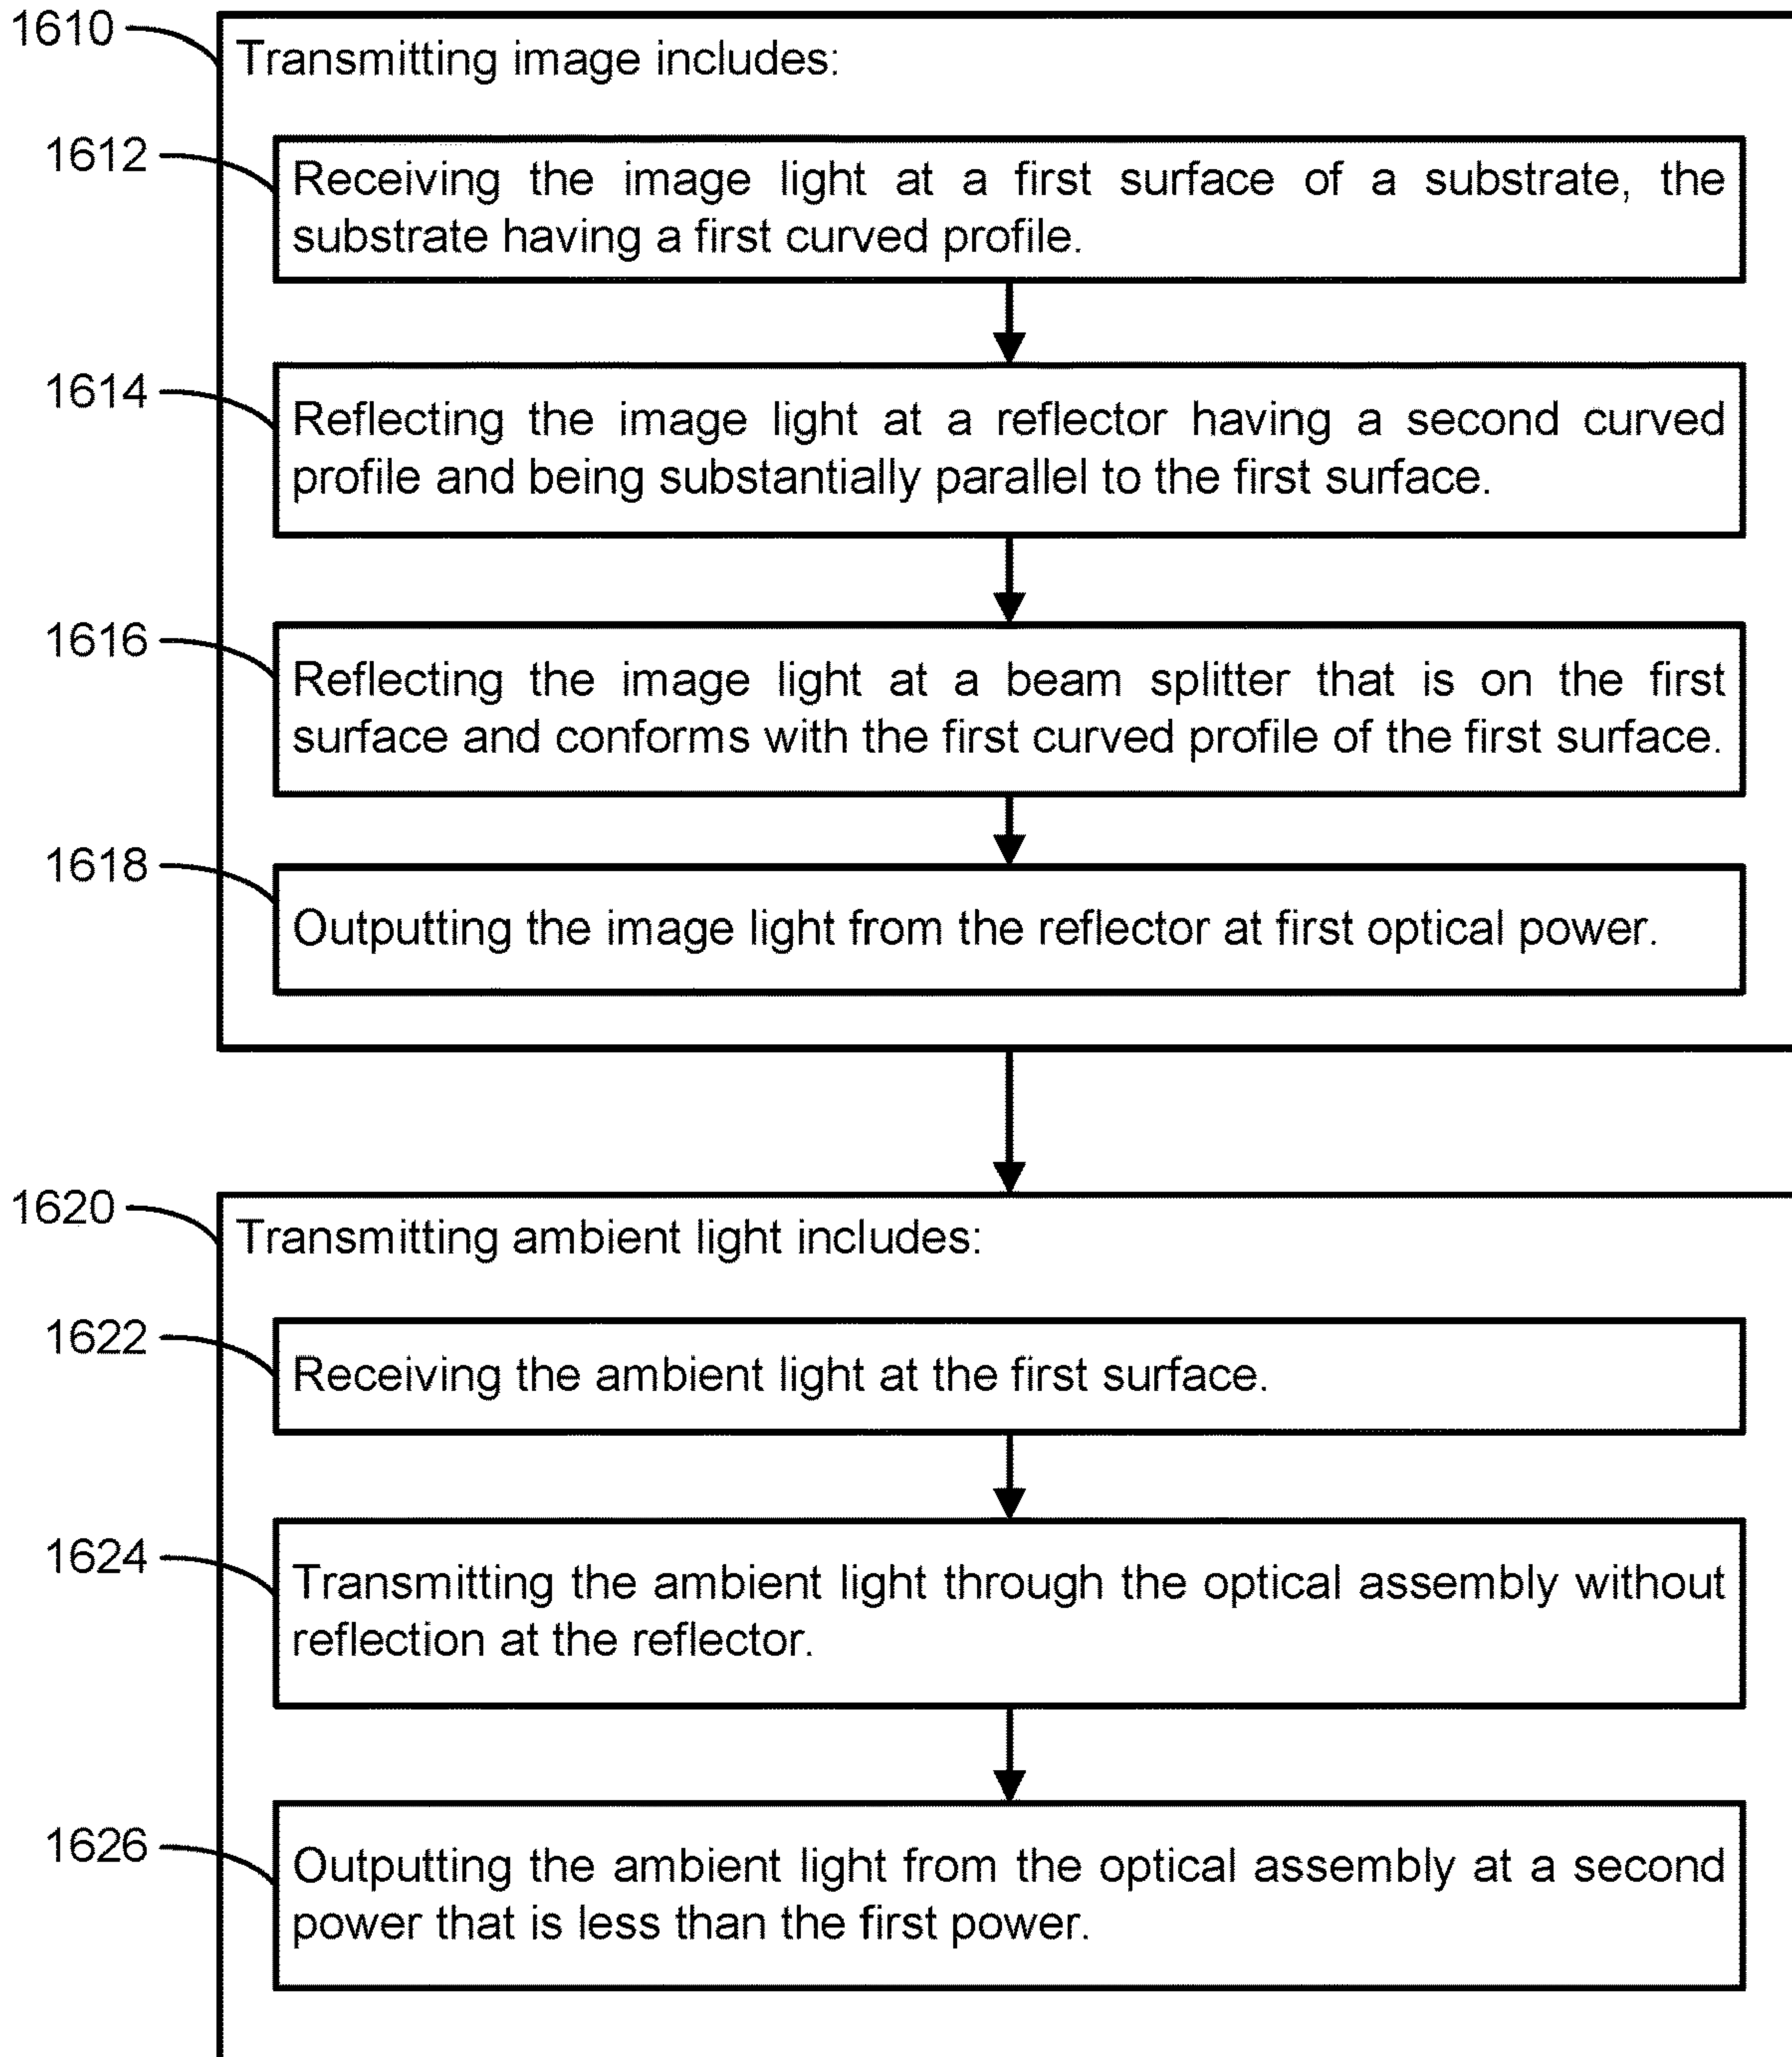 1610
Transmitting image includes:
1612
Receiving the image light at a first surface of a substrate, the
substrate having a first curved profile.
1614
Reflecting the image light at a reflector having a second curved
profile and being substantially parallel to the first surface.
1616
Reflecting the image light at a beam splitter that is on the first
surface and conforms with the first curved profile of the first surface.
1618
Outputting the image light from the reflector at first optical power.
1620
Transmitting ambient light includes:
1622
Receiving the ambient light at the first surface.
1624
Transmitting the ambient light through the optical assembly without
reflection at the reflector.
1626
Outputting the ambient light from the optical assembly at a second
power that is less than the first power.